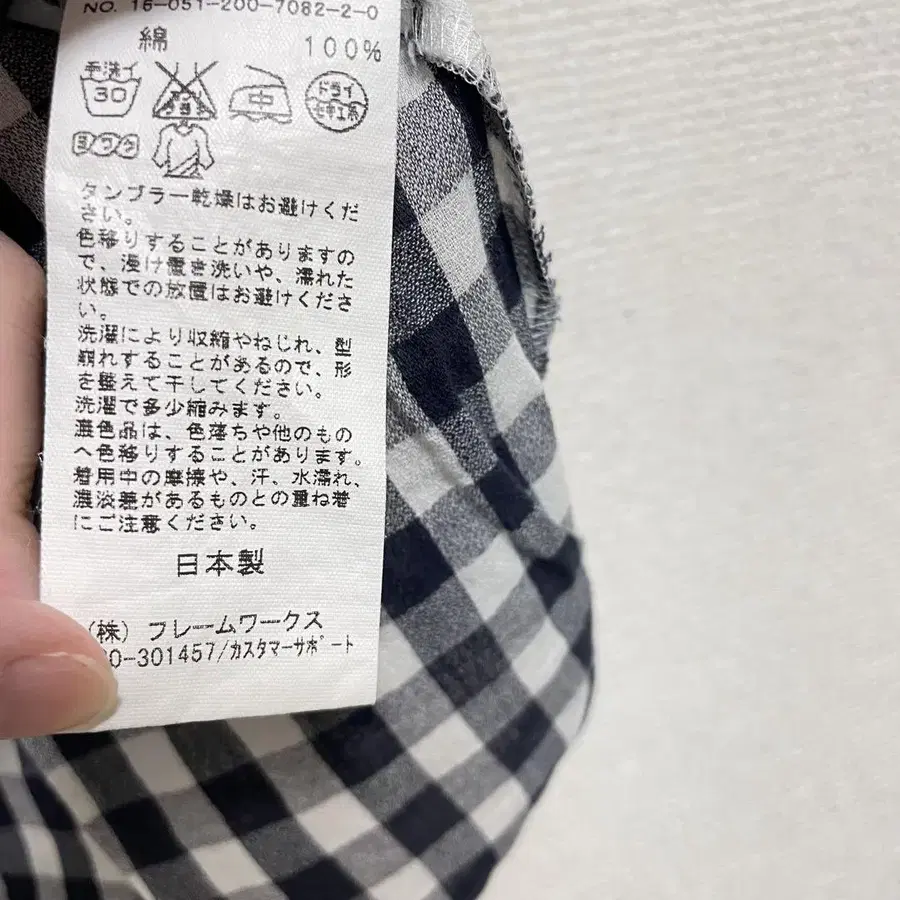 NO. 16-051-200-7082-2-0
綿 100%
手洗イ
30
中
ドライ
セキユ系
ヨワク
タンブラー乾燥はお避けくだ
さい。
色移りすることがありますの
で、浸け置き洗いや、濡れた
状態での放置はお避けくださ
い。
洗濯により収縮やねじれ、型
崩れすることがあるので、形
を整えて干してください。
洗濯で多少縮みます。
濃色品は、色落ちや他のもの
へ色移りすることがあります。
着用中の摩擦や、汗、水濡れ、
濃淡差があるものとの重ね着
にご注意ください。
日本製
(株) フレームワークス
0-301457/カスタマーサポート